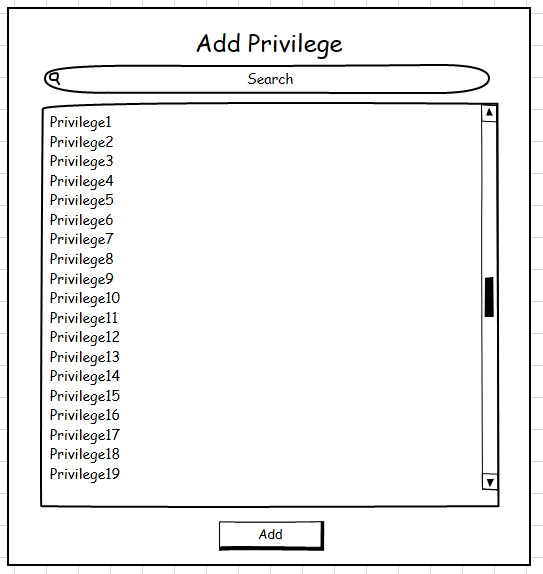 Add Privilege
Search
Privilege1
Privilege2
Privilege3
Privilege4
Privilege5
Privilege6
Privilege7
Privilege8
Privilege9
Privilege10
Privilege11
Privilege12
Privilege13
Privilege14
Privilege15
Privilege16
Privilege17
Privilege18
Privilege19
Add